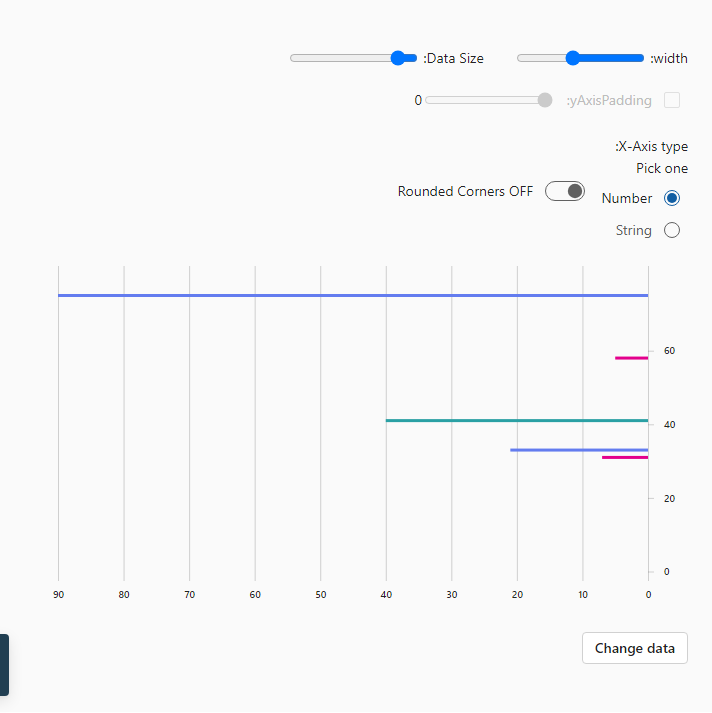 :width
:Data Size
:yAxisPadding
0
:X-Axis type
Pick one
Number
String
Rounded Corners OFF
60
40
20
0
90 80 70 60 50 40 30 20 10 0
Change data